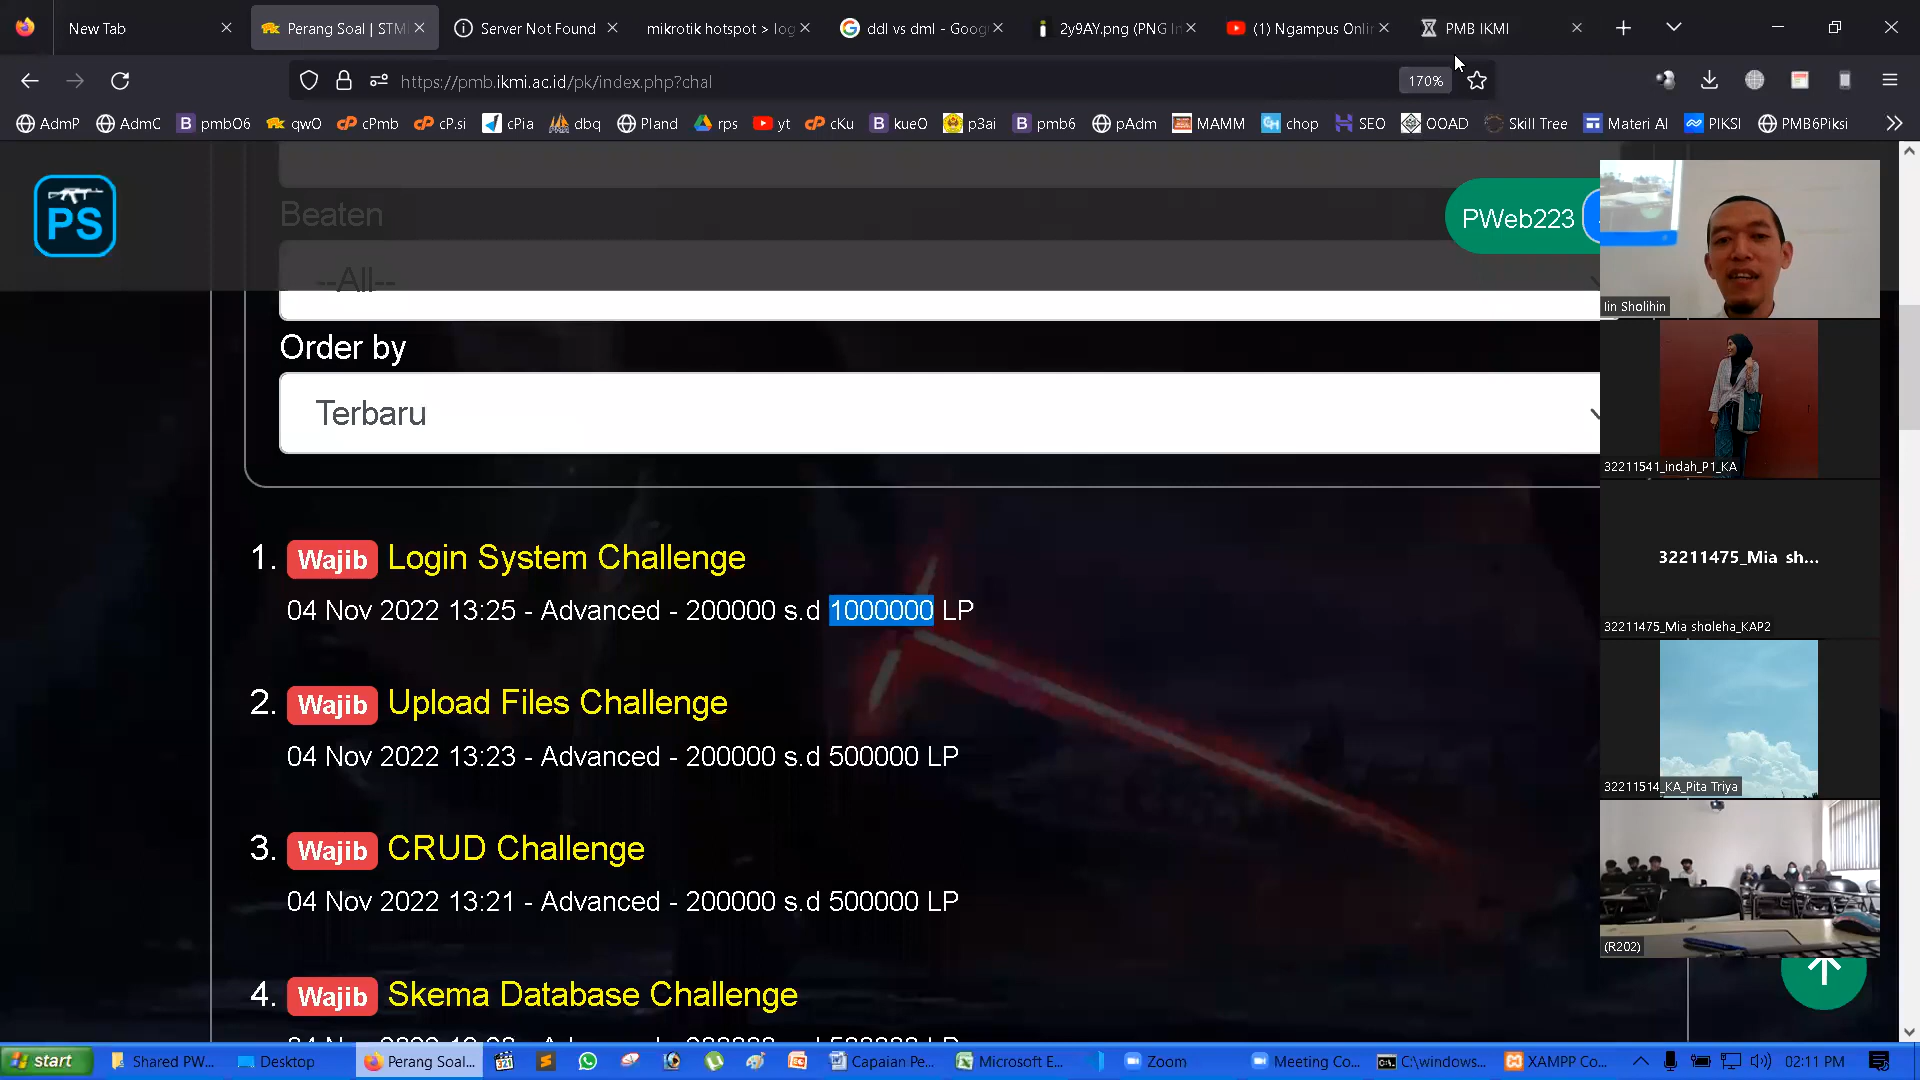 New Tab
Perang Soal | STMI
Server Not Found
mikrotik hotspot > log
ddl vs dml - Goog
2y9AY.png (PNG I
(1) Ngampus Onli
PMB IKMI
https://pmb.ikmi.ac.id/pk/index.php?chal
170%
AdmP
AdmC
pmbO6
qwO
cPmb
cP.si
cPia
dbq
Pland
rps
yt
cKu
kueO
p3ai
pmb6
pAdm
MAMM
chop
SEO
OOAD
Skill Tree
Materi AI
PIKSI
PMB6Piksi
PS
Beaten
PWeb223
--All--
Iin Sholihin
Order by
Terbaru
32211541_indah_P1_KA
1. Wajib Login System Challenge
04 Nov 2022 13:25 - Advanced - 200000 s.d 1000000 LP
32211475_Mia sh...
32211475_Mia sholeha_KAP2
2. Wajib Upload Files Challenge
04 Nov 2022 13:23 - Advanced - 200000 s.d 500000 LP
32211514_KA_Pita Triya
3. Wajib CRUD Challenge
04 Nov 2022 13:21 - Advanced - 200000 s.d 500000 LP
(R202)
4. Wajib Skema Database Challenge
start
Shared PW...
Desktop
Perang Soal...
321
Capaian Pe...
Microsoft E...
Zoom
Meeting Co...
C:\windows...
XAMPP Co...
02:11 PM